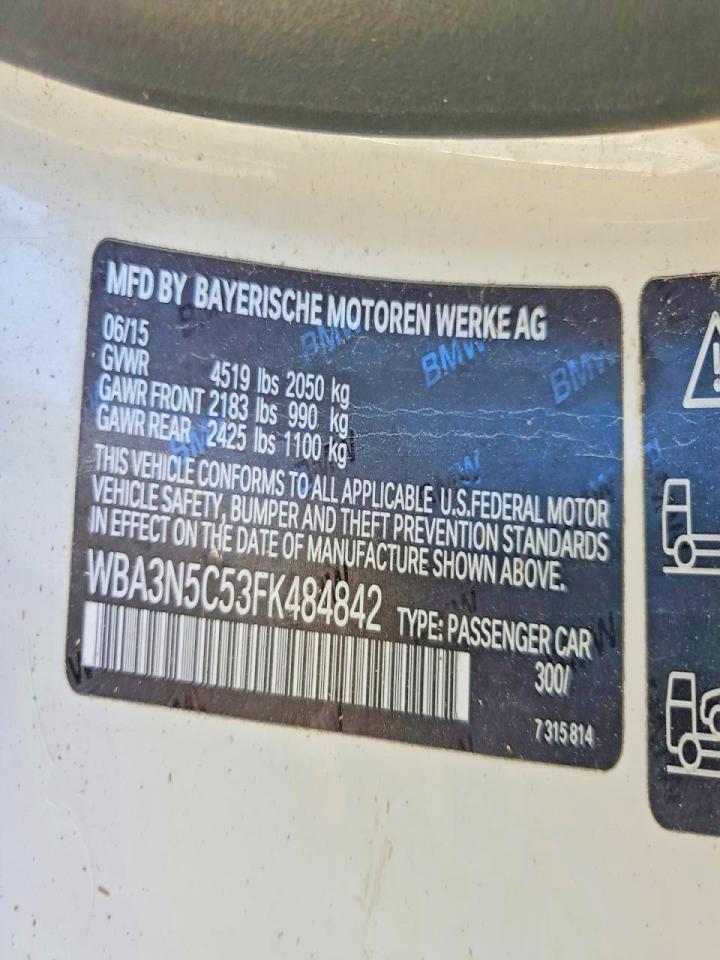 MFD BY BAYERISCHE MOTOREN WERKE AG
06/15
GVWR 4519 lbs 2050 kg
GAWR FRONT 2183 lbs 990 kg
GAWR REAR 2425 lbs 1100 kg
THIS VEHICLE CONFORMS TO ALL APPLICABLE U.S.FEDERAL MOTOR
VEHICLE SAFETY, BUMPER AND THEFT PREVENTION STANDARDS
IN EFFECT ON THE DATE OF MANUFACTURE SHOWN ABOVE.
WBA3N5C53FK484842 TYPE: PASSENGER CAR
300/
7 315 814